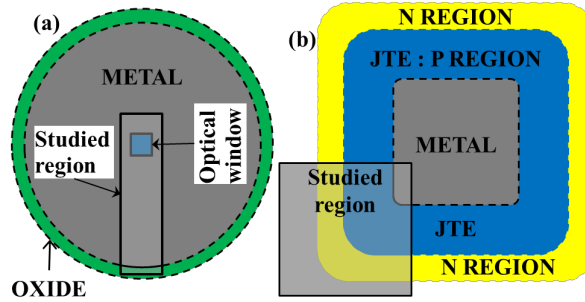 (a)
METAL
Studied
region
Optical
window
OXIDE
(b)
N REGION
JTE : P REGION
METAL
Studied
region
JTE
N REGION